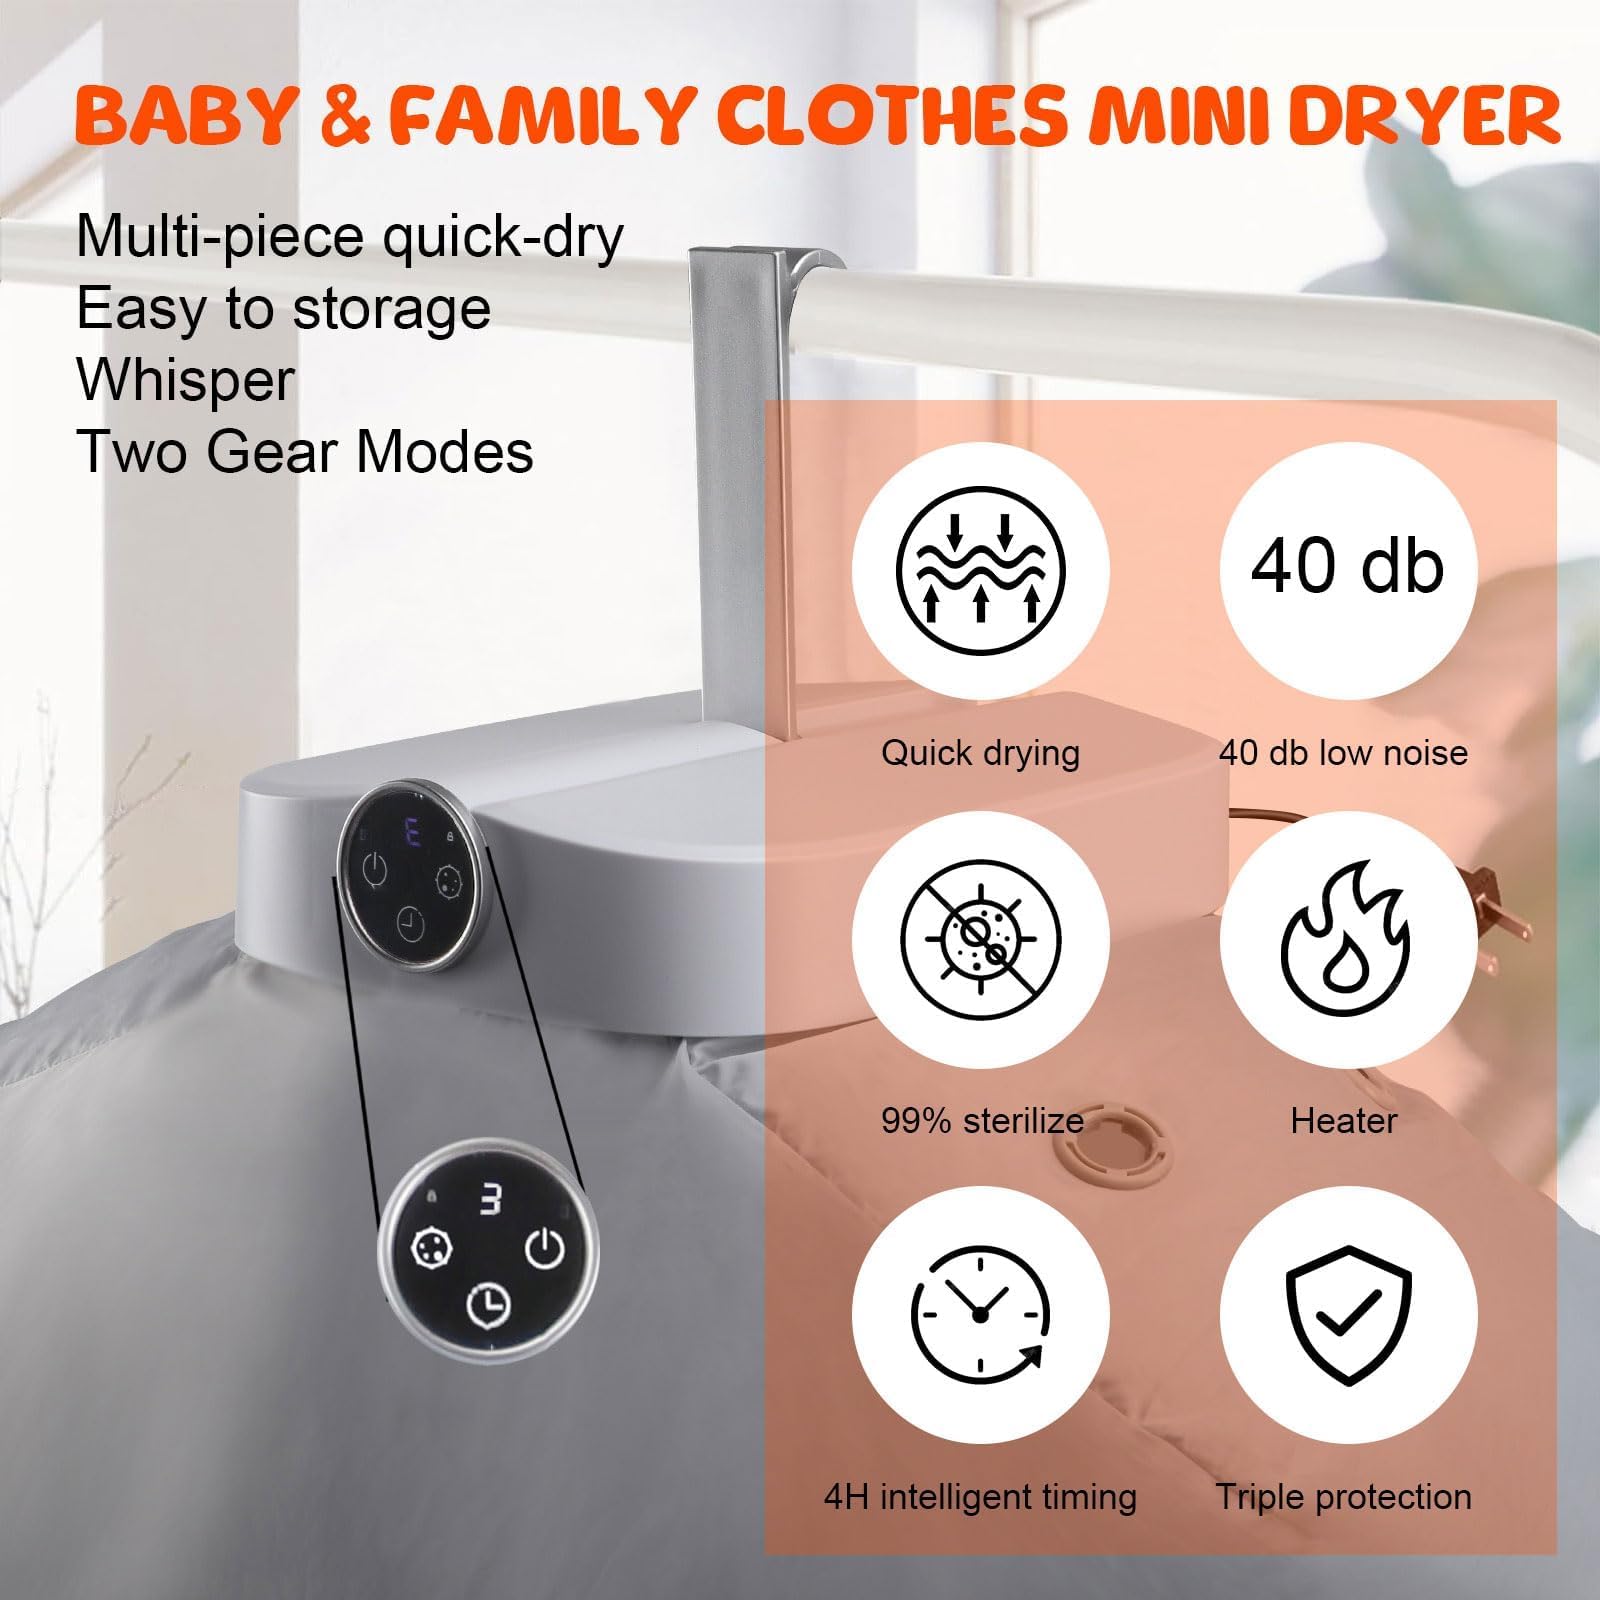 BABY & FAMILY CLOTHES MINI DRYER
Multi-piece quick-dry
Easy to storage
Whisper
Two Gear Modes
40 db
Quick drying
40 db low noise
99% sterilize
Heater
4H intelligent timing
Triple protection
3